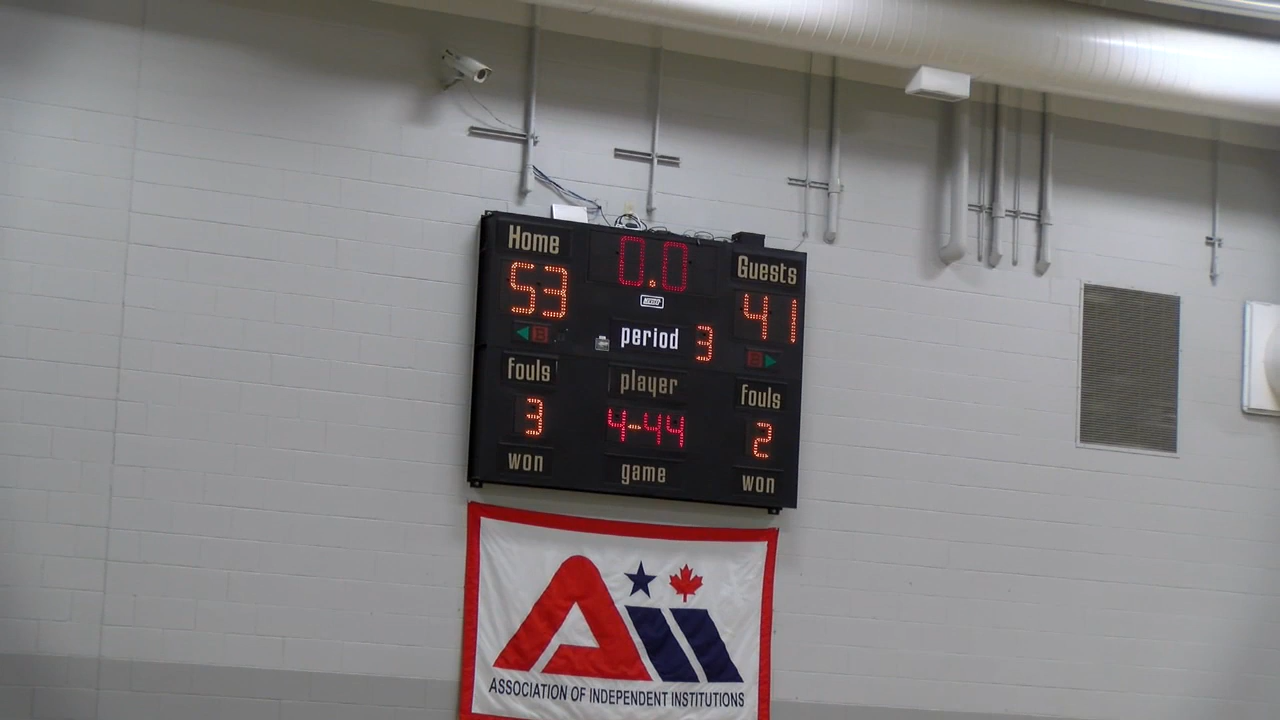 Home 0.0 Guests
53 41
period 3
fouls player fouls
3 4-44 2
won game won
AII
ASSOCIATION OF INDEPENDENT INSTITUTIONS